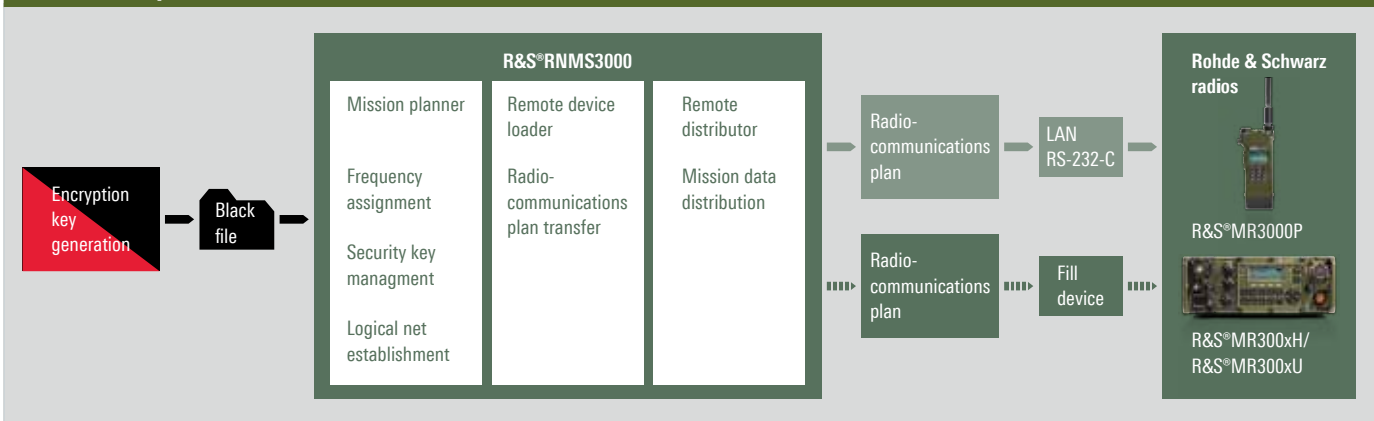 Encryption
key
generation
Black
file
R&S®RNMS3000
Mission planner
Frequency
assignment
Security key
managment
Logical net
establishment
Remote device
loader
Radio-
communications
plan transfer
Remote
distributor
Mission data
distribution
Radio-
communications
plan
LAN
RS-232-C
Radio-
communications
plan
Fill
device
Rohde & Schwarz
radios
R&S®MR3000P
R&S®MR300xH/
R&S®MR300xU